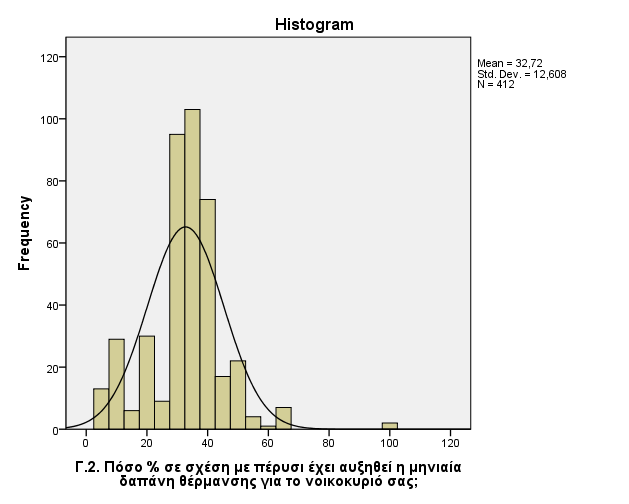 Histogram
Mean = 32,72
Std. Dev. = 12,608
N = 412
120
100
80
60
40
20
0
Frequency
0 20 40 60 80 100 120
Γ.2. Πόσο % σε σχέση με πέρυσι έχει αυξηθεί η μηνιαία
δαπάνη θέρμανσης για το νοικοκυριό σας;